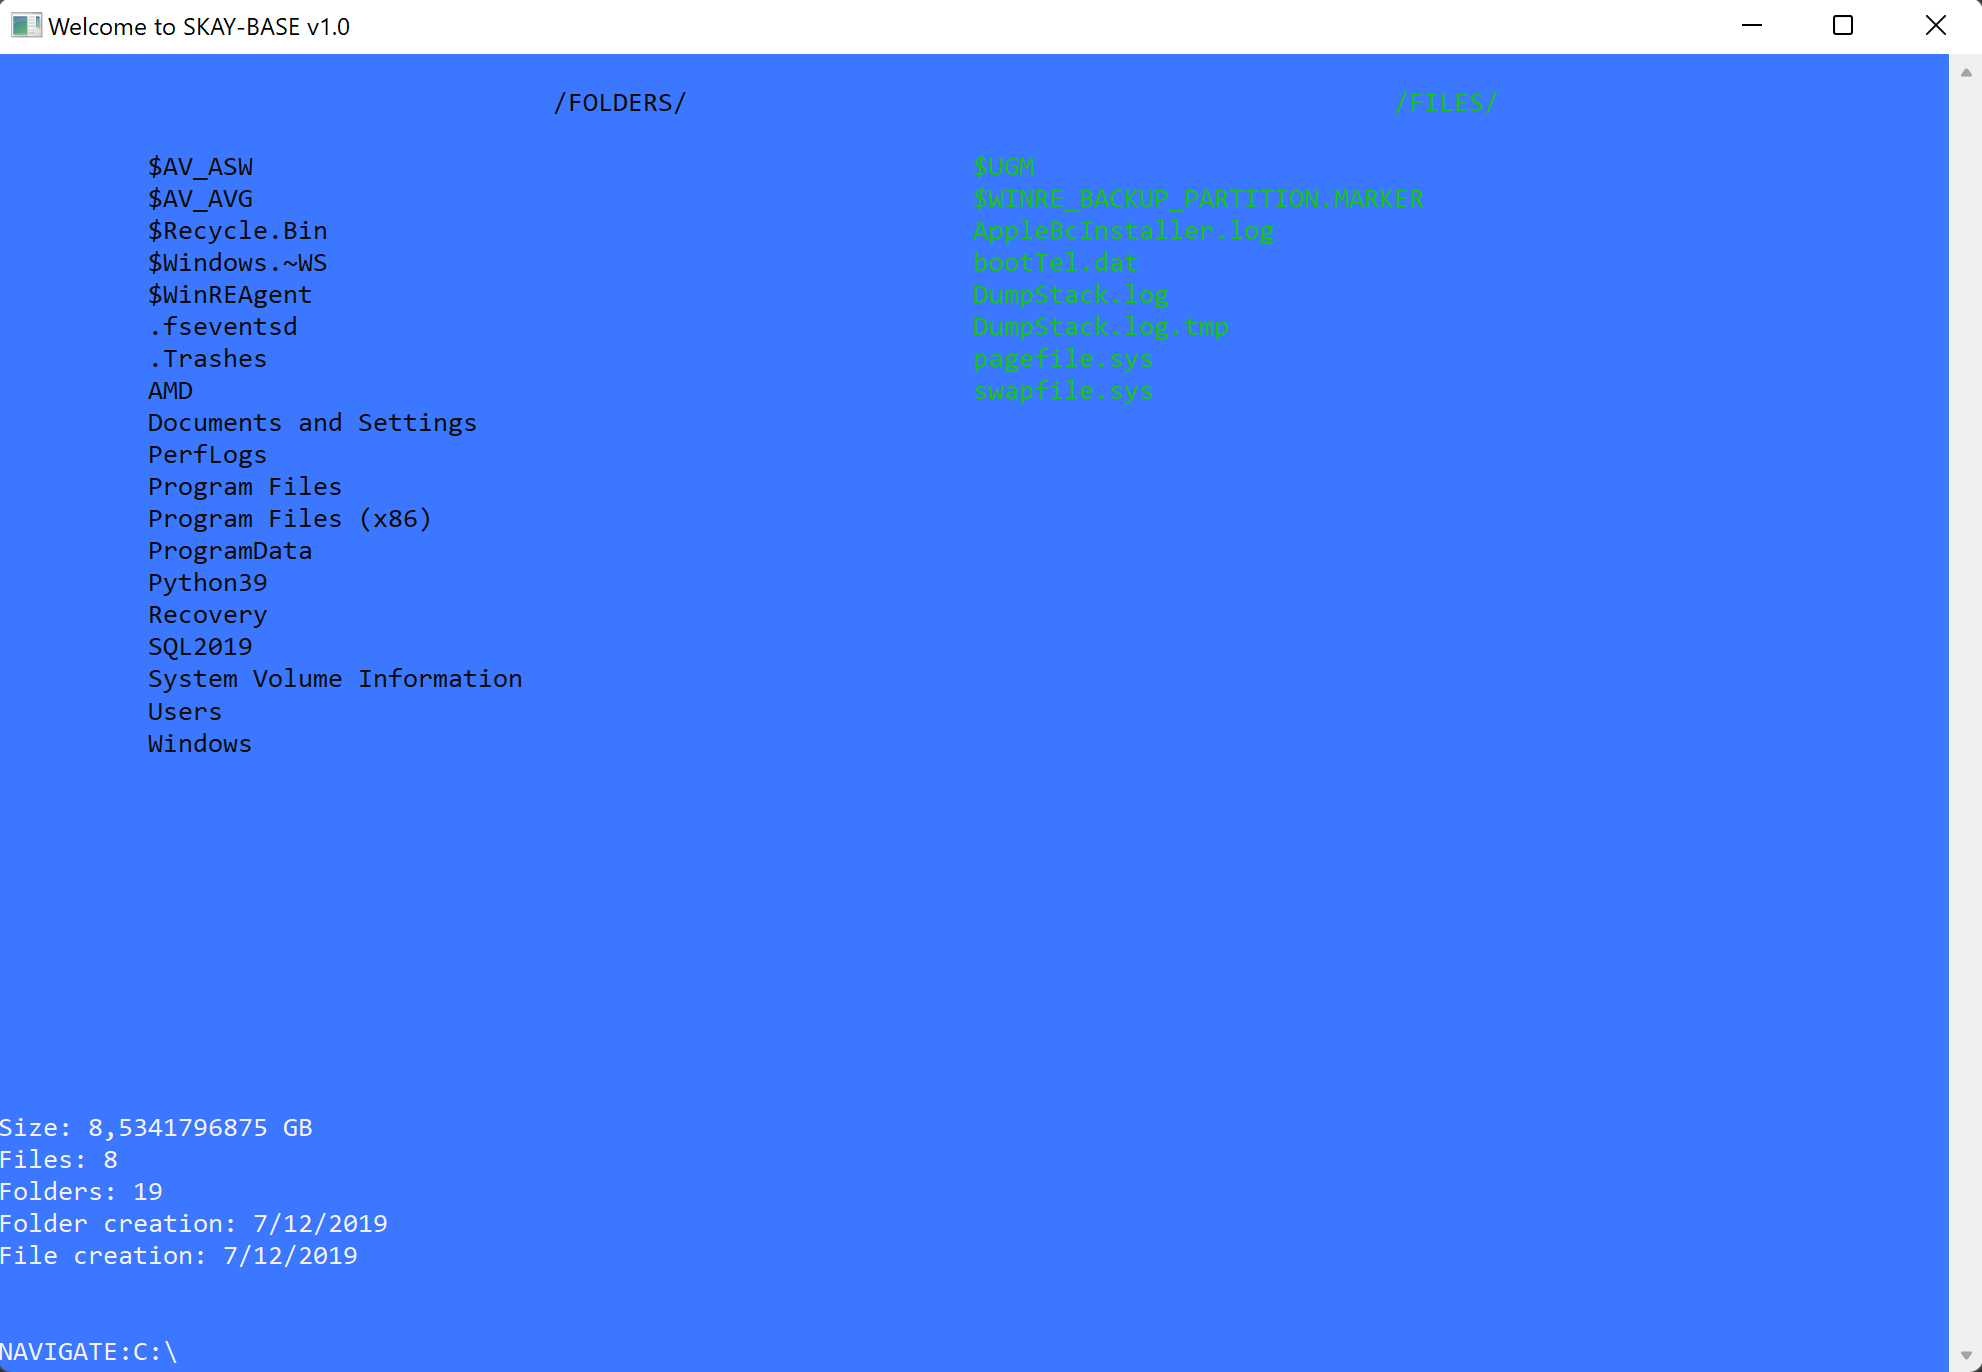 Welcome to SKAY-BASE v1.0
/FOLDERS/
$AV_ASW
$AV_AVG
$Recycle.Bin
$Windows.~WS
$WinREAgent
.fseventsd
.Trashes
AMD
Documents and Settings
PerfLogs
Program Files
Program Files (x86)
ProgramData
Python39
Recovery
SQL2019
System Volume Information
Users
Windows
/FILES/
$UGM
$WINRE_BACKUP_PARTITION.MARKER
AppleBcInstaller.log
bootTel.dat
DumpStack.log
DumpStack.log.tmp
pagefile.sys
swapfile.sys
Size: 8,5341796875 GB
Files: 8
Folders: 19
Folder creation: 7/12/2019
File creation: 7/12/2019
NAVIGATE:C:\